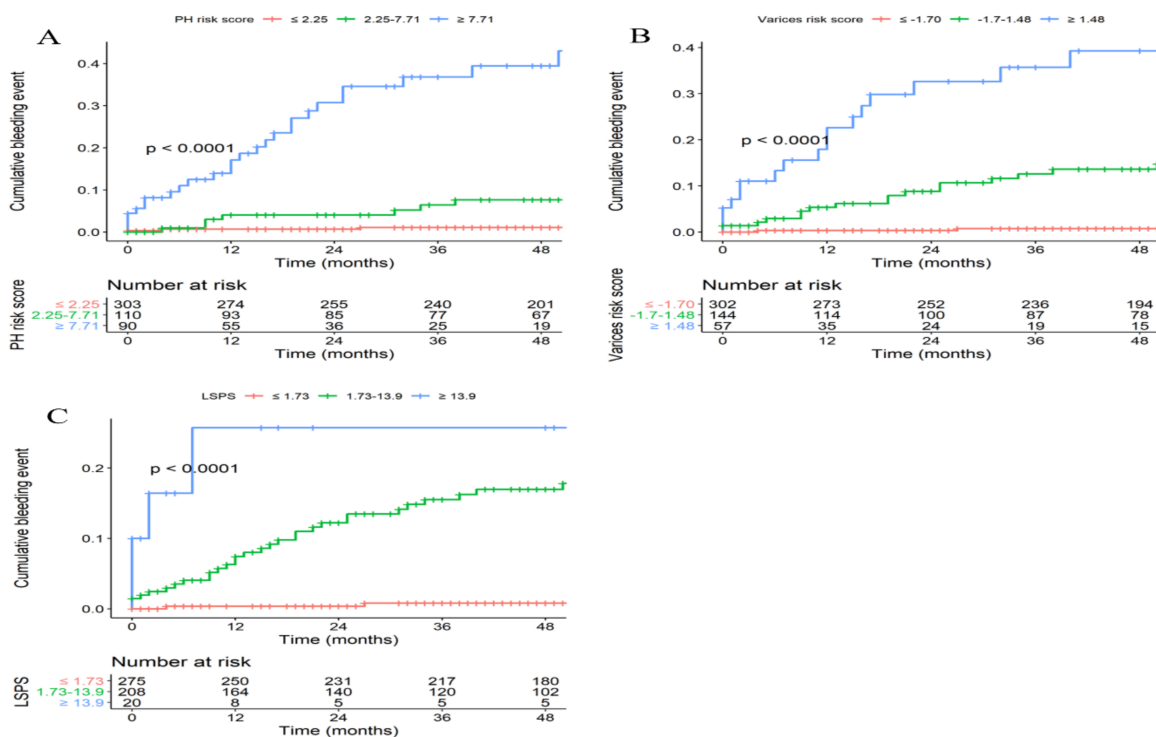 A
PH risk score ≤ 2.25 2.25-7.71 ≥ 7.71
Cumulative bleeding event
0.4
0.3
0.2
0.1
0.0
p < 0.0001
0 12 24 36 48
Time (months)
Number at risk
PH risk score
≤ 2.25 303 274 255 240 201
2.25-7.71 110 93 85 77 67
≥ 7.71 90 55 36 25 19
0 12 24 36 48
Time (months)
B
Varices risk score ≤ -1.70 -1.7-1.48 ≥ 1.48
Cumulative bleeding event
0.4
0.3
0.2
0.1
0.0
p < 0.0001
0 12 24 36 48
Time (months)
Number at risk
Varices risk score
≤ -1.70 302 273 252 236 194
-1.7-1.48 144 114 100 87 78
≥ 1.48 57 35 24 19 15
0 12 24 36 48
Time (months)
C
LSPS ≤ 1.73 1.73-13.9 ≥ 13.9
Cumulative bleeding event
0.2
0.1
0.0
p < 0.0001
0 12 24 36 48
Time (months)
Number at risk
LSPS
≤ 1.73 275 250 231 217 180
1.73-13.9 208 164 140 120 102
≥ 13.9 20 8 5 5 5
0 12 24 36 48
Time (months)